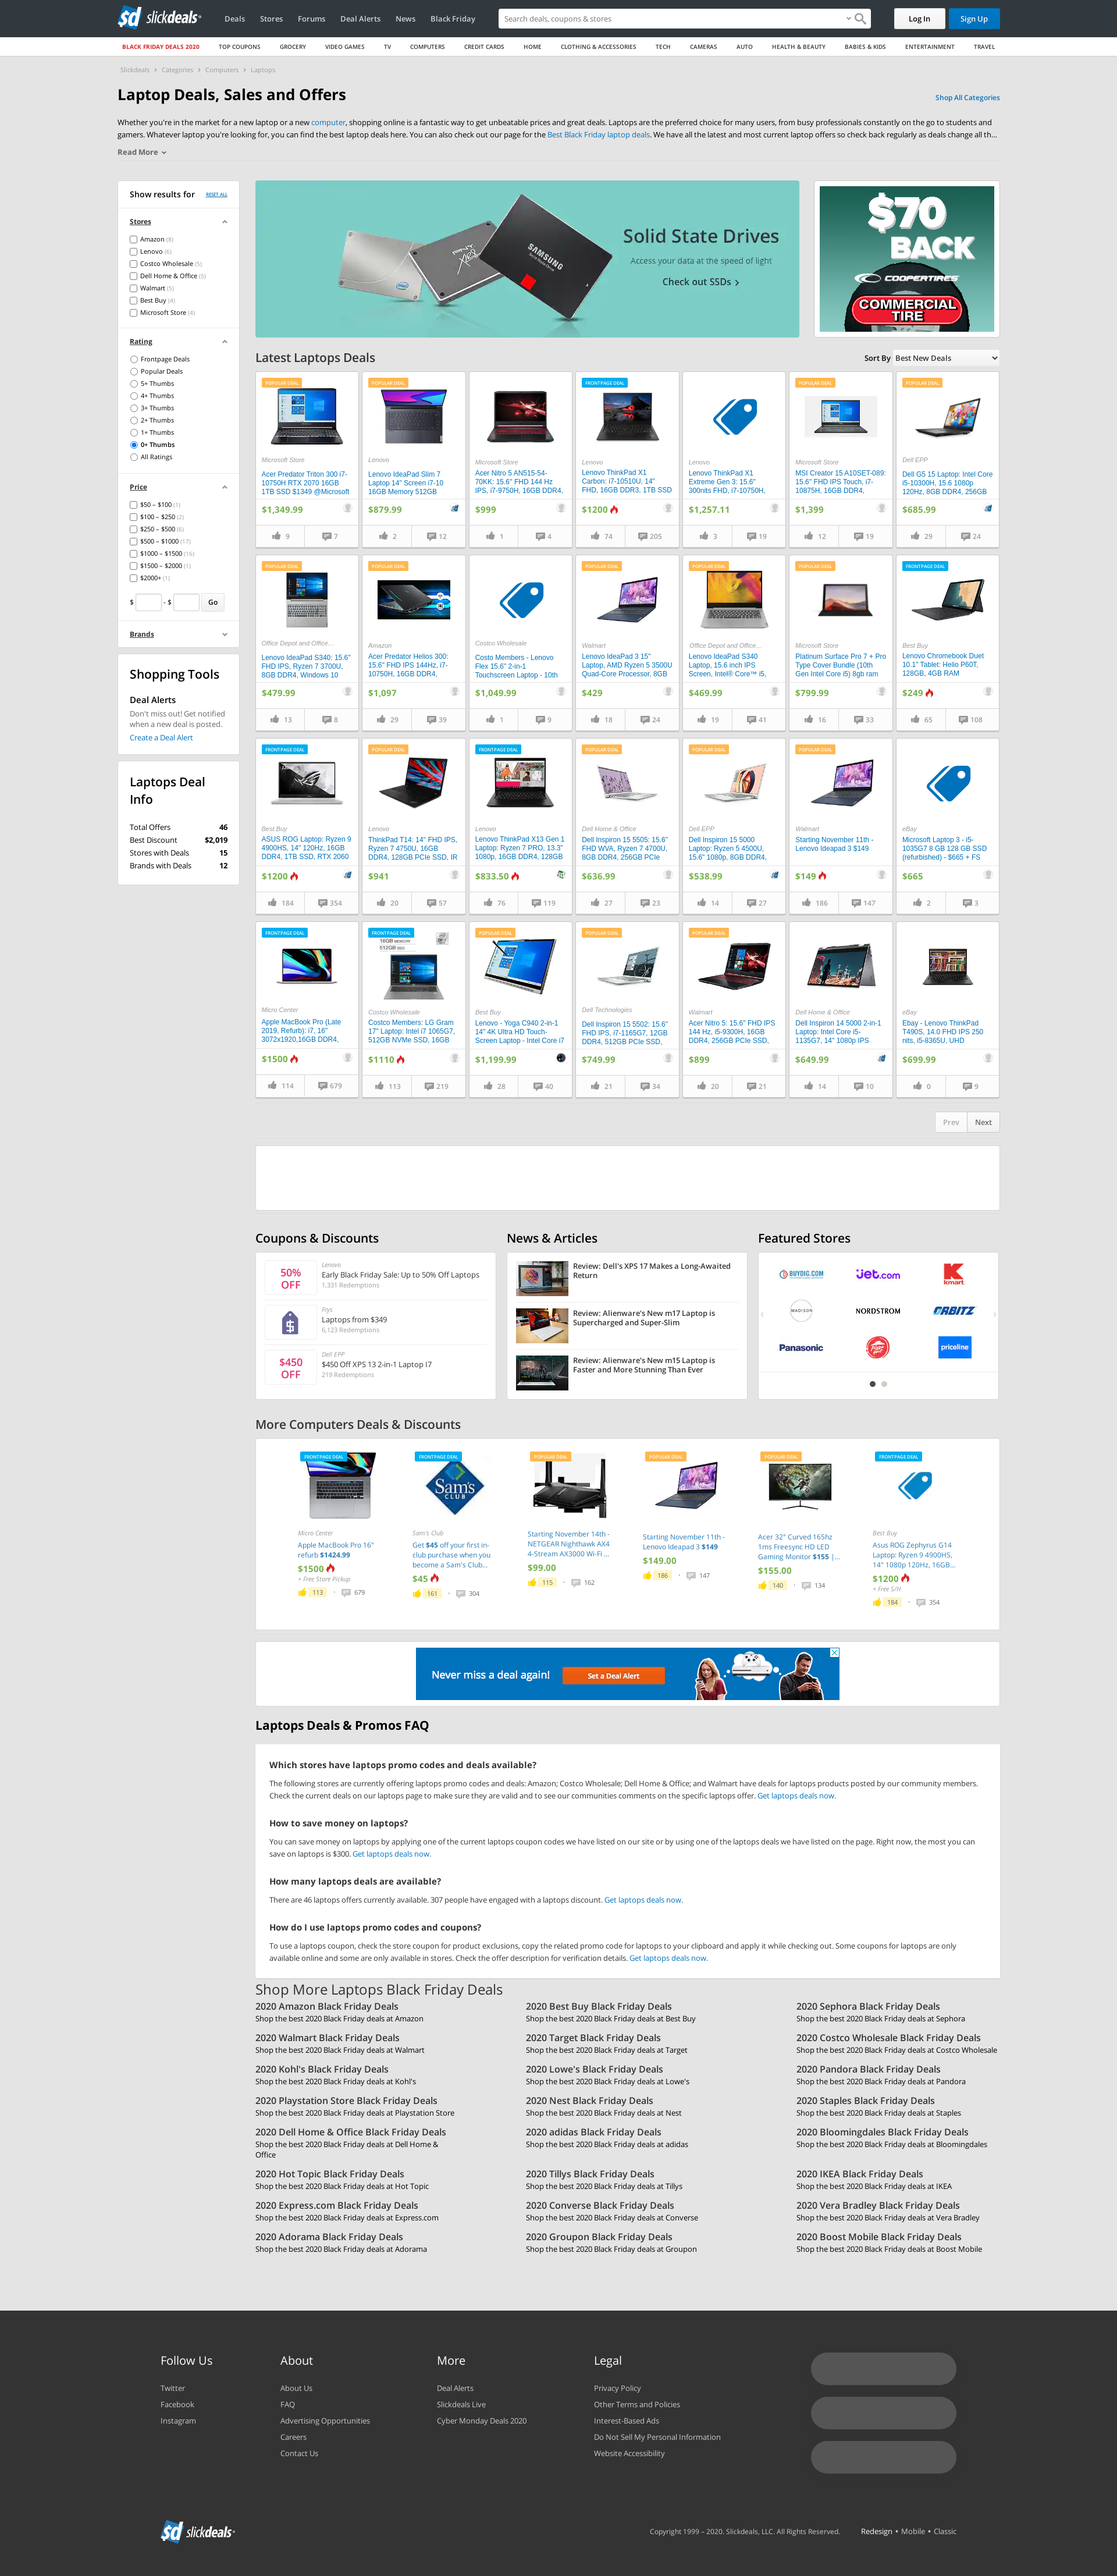 sd slickdeals
Deals Stores Forums Deal Alerts News Black Friday
Search deals, coupons & stores
Log In
Sign Up
BLACK FRIDAY DEALS 2020 TOP COUPONS GROCERY VIDEO GAMES TV COMPUTERS CREDIT CARDS HOME CLOTHING & ACCESSORIES TECH CAMERAS AUTO HEALTH & BEAUTY BABIES & KIDS ENTERTAINMENT TRAVEL
Slickdeals Categories Computers Laptops
Laptop Deals, Sales and Offers
Shop All Categories
Whether you're in the market for a new laptop or a new computer, shopping online is a fantastic way to get unbeatable prices and great deals. Laptops are the preferred choice for many users, from busy professionals constantly on the go to students and
gamers. Whatever laptop you're looking for, you can find the best laptop deals here. You can also check out our page for the Best Black Friday laptop deals. We have all the latest and most current laptop offers so check back regularly as deals change all th...
Read More
Show results for RESET ALL
Stores
Amazon (8)
Lenovo (6)
Costco Wholesale (5)
Dell Home & Office (5)
Walmart (5)
Best Buy (4)
Microsoft Store (4)
Rating
Frontpage Deals
Popular Deals
5+ Thumbs
4+ Thumbs
3+ Thumbs
2+ Thumbs
1+ Thumbs
0+ Thumbs
All Ratings
Price
$50 – $100 (1)
$100 – $250 (2)
$250 – $500 (6)
$500 – $1000 (17)
$1000 – $1500 (16)
$1500 – $2000 (1)
$2000+ (1)
$ - $ Go
Brands
Shopping Tools
Deal Alerts
Don't miss out! Get notified
when a new deal is posted.
Create a Deal Alert
Laptops Deal
Info
Total Offers 46
Best Discount $2,019
Stores with Deals 15
Brands with Deals 12
Solid State Drives
Access your data at the speed of light
Check out SSDs
SAMSUNG
PNY
intel
$70
BACK
COOPERTIRES
COMMERCIAL
TIRE
Latest Laptops Deals
Sort By Best New Deals
POPULAR DEAL
Microsoft Store
Acer Predator Triton 300 i7-
10750H RTX 2070 16GB
1TB SSD $1349 @Microsoft
$1,349.99
9 7
POPULAR DEAL
Lenovo
Lenovo IdeaPad Slim 7
Laptop 14" Screen i7-10
16GB Memory 512GB
$879.99
2 12
Microsoft Store
Acer Nitro 5 AN515-54-
70KK: 15.6" FHD 144 Hz
IPS, i7-9750H, 16GB DDR4,
$999
1 4
FRONTPAGE DEAL
Lenovo
Lenovo ThinkPad X1
Carbon: i7-10510U, 14"
FHD, 16GB DDR3, 1TB SSD
$1200
74 205
Lenovo
Lenovo ThinkPad X1
Extreme Gen 3: 15.6"
300nits FHD, i7-10750H,
$1,257.11
3 19
POPULAR DEAL
Microsoft Store
MSI Creator 15 A10SET-089:
15.6" FHD IPS Touch, i7-
10875H, 16GB DDR4,
$1,399
12 19
POPULAR DEAL
Dell EPP
Dell G5 15 Laptop: Intel Core
i5-10300H, 15.6 1080p
120Hz, 8GB DDR4, 256GB
$685.99
29 24
POPULAR DEAL
Office Depot and Office...
Lenovo IdeaPad S340: 15.6"
FHD IPS, Ryzen 7 3700U,
8GB DDR4, Windows 10
$479.99
13 8
POPULAR DEAL
Amazon
Acer Predator Helios 300:
15.6" FHD IPS 144Hz, i7-
10750H, 16GB DDR4,
$1,097
29 39
Costco Wholesale
Costo Members - Lenovo
Flex 15.6" 2-in-1
Touchscreen Laptop - 10th
$1,049.99
1 9
POPULAR DEAL
Walmart
Lenovo IdeaPad 3 15"
Laptop, AMD Ryzen 5 3500U
Quad-Core Processor, 8GB
$429
18 24
POPULAR DEAL
Office Depot and Office...
Lenovo IdeaPad S340
Laptop, 15.6 inch IPS
Screen, Intel® Core™ i5,
$469.99
19 41
POPULAR DEAL
Microsoft Store
Platinum Surface Pro 7 + Pro
Type Cover Bundle (10th
Gen Intel Core i5) 8gb ram
$799.99
16 33
FRONTPAGE DEAL
Best Buy
Lenovo Chromebook Duet
10.1" Tablet: Helio P60T,
128GB, 4GB RAM
$249
65 108
FRONTPAGE DEAL
Best Buy
ASUS ROG Laptop: Ryzen 9
4900HS, 14" 120Hz, 16GB
DDR4, 1TB SSD, RTX 2060
$1200
184 354
POPULAR DEAL
Lenovo
ThinkPad T14: 14" FHD IPS,
Ryzen 7 4750U, 16GB
DDR4, 128GB PCIe SSD, IR
$941
20 57
FRONTPAGE DEAL
Lenovo
Lenovo ThinkPad X13 Gen 1
Laptop: Ryzen 7 PRO, 13.3"
1080p, 16GB DDR4, 128GB
$833.50
76 119
POPULAR DEAL
Dell Home & Office
Dell Inspiron 15 5505: 15.6"
FHD WVA, Ryzen 7 4700U,
8GB DDR4, 256GB PCIe
$636.99
27 23
POPULAR DEAL
Dell EPP
Dell Inspiron 15 5000
Laptop: Ryzen 5 4500U,
15.6" 1080p, 8GB DDR4,
$538.99
14 27
POPULAR DEAL
Walmart
Starting November 11th -
Lenovo Ideapad 3 $149
$149
186 147
eBay
Microsoft Laptop 3 - i5-
1035G7 8 GB 128 GB SSD
(refurbished) - $665 + FS
$665
2 3
FRONTPAGE DEAL
Micro Center
Apple MacBook Pro (Late
2019, Refurb): i7, 16"
3072x1920,16GB DDR4,
$1500
114 679
FRONTPAGE DEAL
16GB MEMORY
512GB SSD
Costco Wholesale
Costco Members: LG Gram
17" Laptop: Intel i7 1065G7,
512GB NVMe SSD, 16GB
$1110
113 219
POPULAR DEAL
Best Buy
Lenovo - Yoga C940 2-in-1
14" 4K Ultra HD Touch-
Screen Laptop - Intel Core i7
$1,199.99
28 40
POPULAR DEAL
Dell Technologies
Dell Inspiron 15 5502: 15.6"
FHD IPS, i7-1165G7, 12GB
DDR4, 512GB PCIe SSD,
$749.99
21 34
POPULAR DEAL
Walmart
Acer Nitro 5: 15.6" FHD IPS
144 Hz, i5-9300H, 16GB
DDR4, 256GB PCIe SSD,
$899
20 21
Dell Home & Office
Dell Inspiron 14 5000 2-in-1
1135G7, 14" 1080p IPS
$649.99
14 10
eBay
Ebay - Lenovo ThinkPad
T490S, 14.0 FHD IPS 250
nits, i5-8365U, UHD
$699.99
0 9
Prev Next
Coupons & Discounts
50%
OFF
Lenovo
Early Black Friday Sale: Up to 50% Off Laptops
1,331 Redemptions
Frys
Laptops from $349
6,123 Redemptions
$450
OFF
Dell EPP
$450 Off XPS 13 2-in-1 Laptop I7
219 Redemptions
News & Articles
Review: Dell's XPS 17 Makes a Long-Awaited
Return
Review: Alienware's New m17 Laptop is
Supercharged and Super-Slim
Review: Alienware's New m15 Laptop is
Faster and More Stunning Than Ever
Featured Stores
BUYDIG.COM jet.com kmart
MADISON NORDSTROM ORBITZ
Panasonic Pizza Hut priceline
More Computers Deals & Discounts
FRONTPAGE DEAL
Micro Center
Apple MacBook Pro 16"
refurb $1424.99
$1500
+ Free Store Pickup
113 679
FRONTPAGE DEAL
Sam's
CLUB
Sam's Club
Get $45 off your first in-
club purchase when you
become a Sam's Club...
$45
161 304
POPULAR DEAL
Starting November 14th -
NETGEAR Nighthawk AX4
4-Stream AX3000 Wi-Fi ...
$99.00
115 162
POPULAR DEAL
Starting November 11th -
Lenovo Ideapad 3 $149
$149.00
186 147
POPULAR DEAL
Acer 32" Curved 165hz
1ms Freesync HD LED
Gaming Monitor $155 |...
$155.00
140 134
FRONTPAGE DEAL
Best Buy
Asus ROG Zephyrus G14
Laptop: Ryzen 9 4900HS,
14" 1080p 120Hz, 16GB...
$1200
+ Free S/H
184 354
Never miss a deal again!
Set a Deal Alert
Laptops Deals & Promos FAQ
Which stores have laptops promo codes and deals available?
The following stores are currently offering laptops promo codes and deals: Amazon; Costco Wholesale; Dell Home & Office; and Walmart have deals for laptops products posted by our community members.
Check the current deals on our laptops page to make sure they are valid and to see our communities comments on the specific laptops offer. Get laptops deals now.
How to save money on laptops?
You can save money on laptops by applying one of the current laptops coupon codes we have listed on our site or by using one of the laptops deals we have listed on the page. Right now, the most you can
save on laptops is $300. Get laptops deals now.
How many laptops deals are available?
There are 46 laptops offers currently available. 307 people have engaged with a laptops discount. Get laptops deals now.
How do I use laptops promo codes and coupons?
To use a laptops coupon, check the store coupon for product exclusions, copy the related promo code for laptops to your clipboard and apply it while checking out. Some coupons for laptops are only
available online and some are only available in stores. Check the offer description for verification details. Get laptops deals now.
Shop More Laptops Black Friday Deals
2020 Amazon Black Friday Deals
Shop the best 2020 Black Friday deals at Amazon
2020 Best Buy Black Friday Deals
Shop the best 2020 Black Friday deals at Best Buy
2020 Sephora Black Friday Deals
Shop the best 2020 Black Friday deals at Sephora
2020 Walmart Black Friday Deals
Shop the best 2020 Black Friday deals at Walmart
2020 Target Black Friday Deals
Shop the best 2020 Black Friday deals at Target
2020 Costco Wholesale Black Friday Deals
Shop the best 2020 Black Friday deals at Costco Wholesale
2020 Kohl's Black Friday Deals
Shop the best 2020 Black Friday deals at Kohl's
2020 Lowe's Black Friday Deals
Shop the best 2020 Black Friday deals at Lowe's
2020 Pandora Black Friday Deals
Shop the best 2020 Black Friday deals at Pandora
2020 Playstation Store Black Friday Deals
Shop the best 2020 Black Friday deals at Playstation Store
2020 Nest Black Friday Deals
Shop the best 2020 Black Friday deals at Nest
2020 Staples Black Friday Deals
Shop the best 2020 Black Friday deals at Staples
2020 Dell Home & Office Black Friday Deals
Shop the best 2020 Black Friday deals at Dell Home &
Office
2020 adidas Black Friday Deals
Shop the best 2020 Black Friday deals at adidas
2020 Bloomingdales Black Friday Deals
Shop the best 2020 Black Friday deals at Bloomingdales
2020 Hot Topic Black Friday Deals
Shop the best 2020 Black Friday deals at Hot Topic
2020 Tillys Black Friday Deals
Shop the best 2020 Black Friday deals at Tillys
2020 IKEA Black Friday Deals
Shop the best 2020 Black Friday deals at IKEA
2020 Express.com Black Friday Deals
Shop the best 2020 Black Friday deals at Express.com
2020 Converse Black Friday Deals
Shop the best 2020 Black Friday deals at Converse
2020 Vera Bradley Black Friday Deals
Shop the best 2020 Black Friday deals at Vera Bradley
2020 Adorama Black Friday Deals
Shop the best 2020 Black Friday deals at Adorama
2020 Groupon Black Friday Deals
Shop the best 2020 Black Friday deals at Groupon
2020 Boost Mobile Black Friday Deals
Shop the best 2020 Black Friday deals at Boost Mobile
Follow Us
Twitter
Facebook
Instagram
About
About Us
FAQ
Advertising Opportunities
Careers
Contact Us
More
Deal Alerts
Slickdeals Live
Cyber Monday Deals 2020
Legal
Privacy Policy
Other Terms and Policies
Interest-Based Ads
Do Not Sell My Personal Information
Website Accessibility
sd slickdeals
Copyright 1999 – 2020. Slickdeals, LLC. All Rights Reserved. Redesign • Mobile • Classic